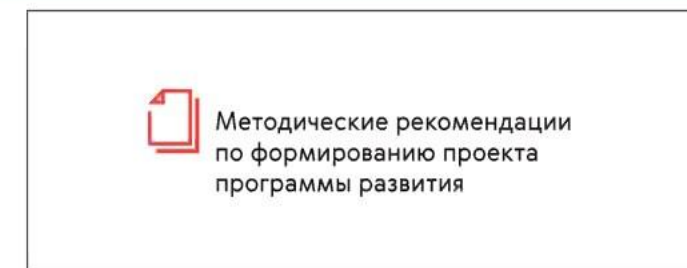 Методические рекомендации
по формированию проекта
программы развития